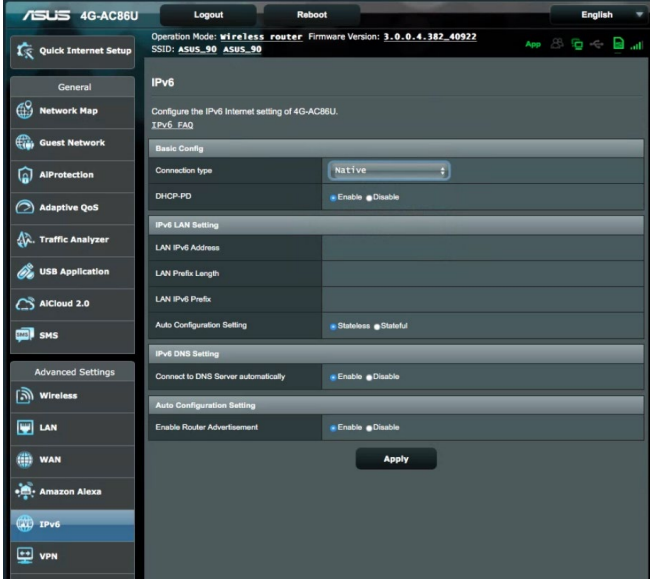 ASUS 4G-AC86U
Logout
Reboot
English
Quick Internet Setup
Operation Mode: Wireless router Firmware Version: 3.0.0.4.382_40922
SSID: ASUS_90 ASUS_90
App
General
Network Map
Guest Network
AiProtection
Adaptive QoS
Traffic Analyzer
USB Application
AiCloud 2.0
SMS
Advanced Settings
Wireless
LAN
WAN
Amazon Alexa
IPv6
VPN
IPv6
Configure the IPv6 Internet setting of 4G-AC86U.
IPv6 FAQ
Basic Config
Connection type Native
DHCP-PD Enable Disable
IPv6 LAN Setting
LAN IPv6 Address
LAN Prefix Length
LAN IPv6 Prefix
Auto Configuration Setting Stateless Stateful
IPv6 DNS Setting
Connect to DNS Server automatically Enable Disable
Auto Configuration Setting
Enable Router Advertisement Enable Disable
Apply